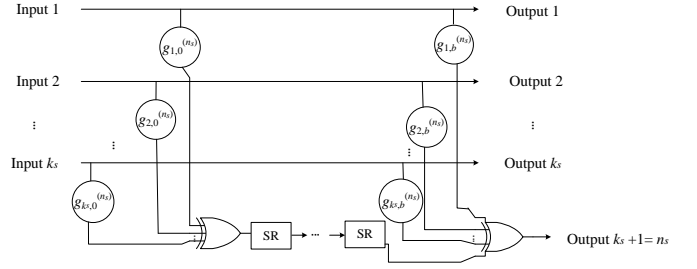 Input 1
Output 1
g1,0(ns)
g1,b(ns)
Input 2
Output 2
g2,0(ns)
g2,b(ns)
...
...
...
...
Input ks
Output ks
gks,0(ns)
gks,b(ns)
SR
...
SR
Output ks +1= ns